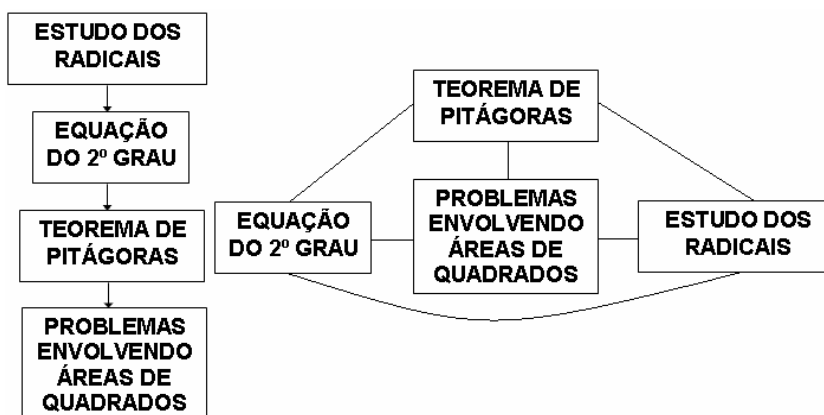 ESTUDO DOS
RADICAIS
EQUAÇÃO
DO 2º GRAU
TEOREMA DE
PITÁGORAS
PROBLEMAS
ENVOLVENDO
ÁREAS DE
QUADRADOS
TEOREMA DE
PITÁGORAS
EQUAÇÃO
DO 2º GRAU
PROBLEMAS
ENVOLVENDO
ÁREAS DE
QUADRADOS
ESTUDO DOS
RADICAIS